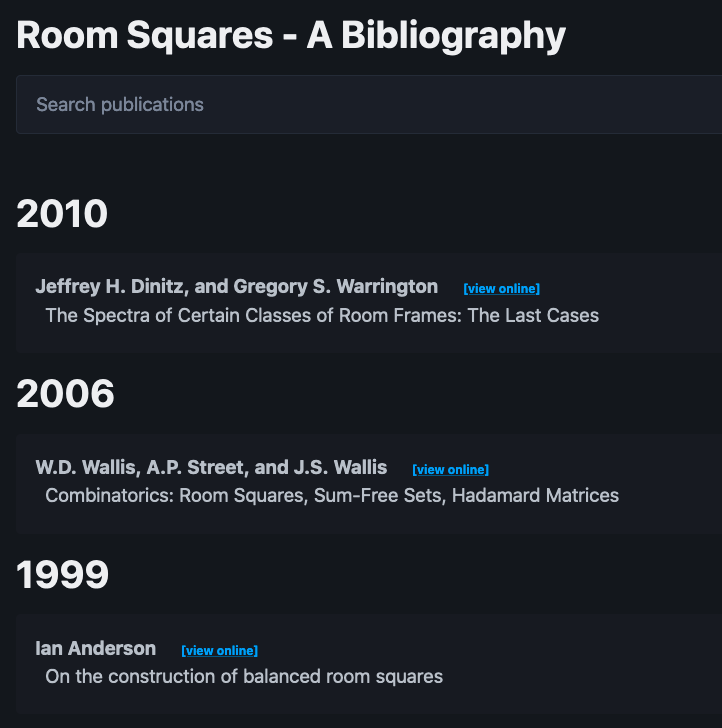 Room Squares - A Bibliography
Search publications
2010
Jeffrey H. Dinitz, and Gregory S. Warrington [view online]
The Spectra of Certain Classes of Room Frames: The Last Cases
2006
W.D. Wallis, A.P. Street, and J.S. Wallis [view online]
Combinatorics: Room Squares, Sum-Free Sets, Hadamard Matrices
1999
Ian Anderson [view online]
On the construction of balanced room squares